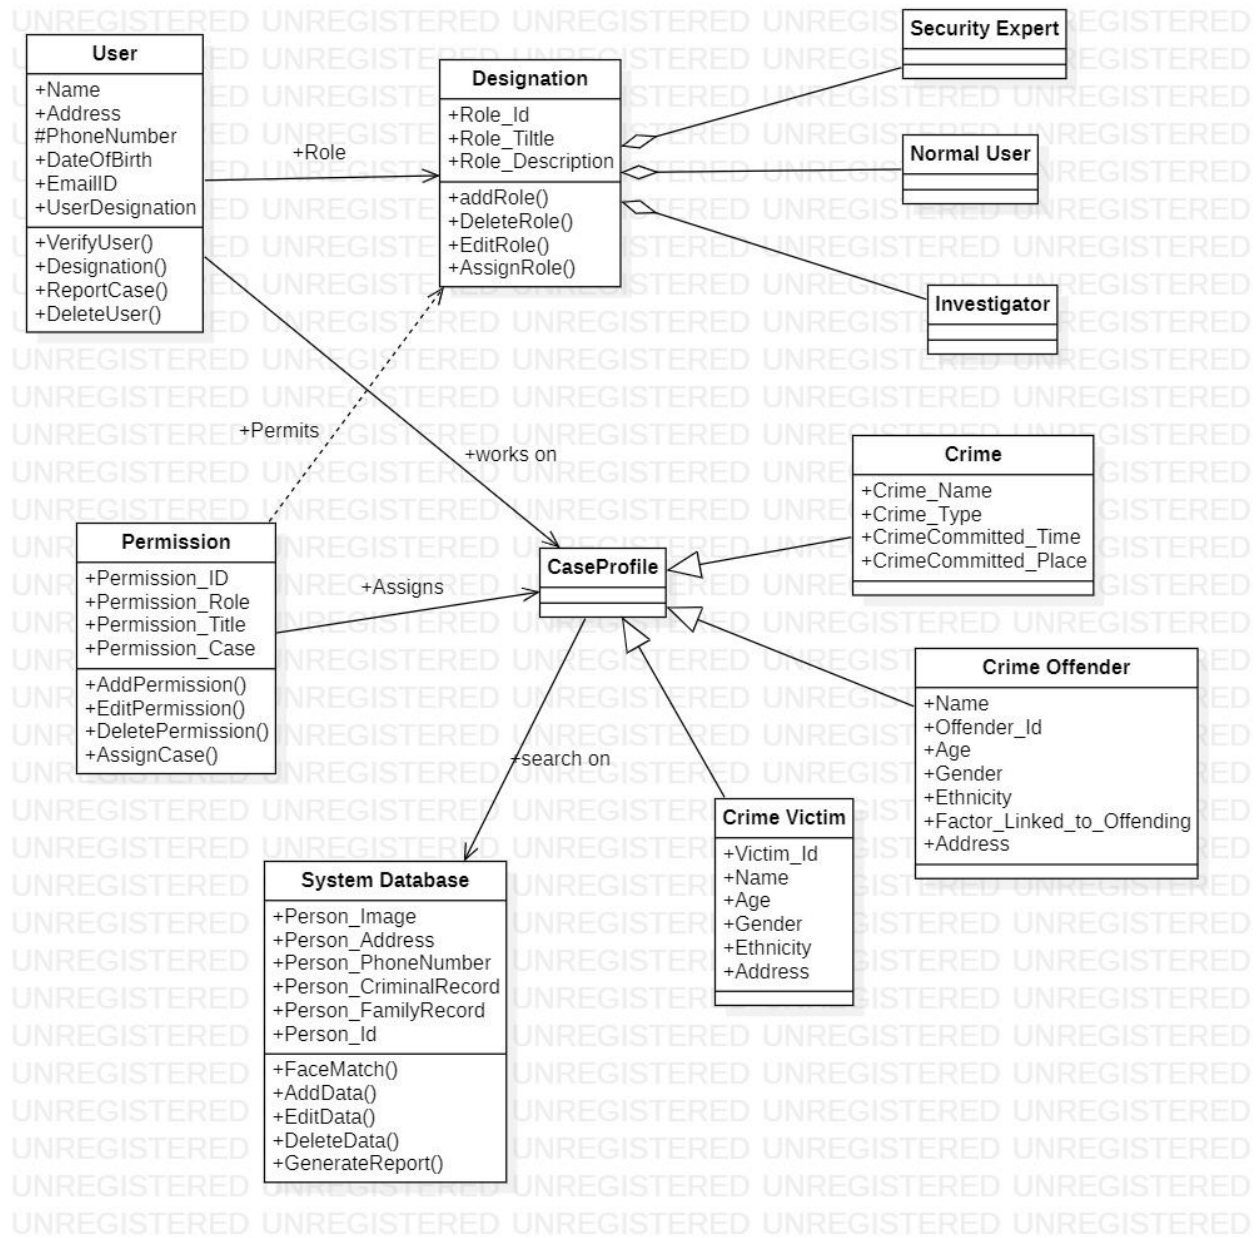 User
+Name
+Address
#PhoneNumber
+DateOfBirth
+EmailID
+UserDesignation
+VerifyUser()
+Designation()
+ReportCase()
+DeleteUser()
+Role
Designation
+Role_Id
+Role_Tiltle
+Role_Description
+addRole()
+DeleteRole()
+EditRole()
+AssignRole()
Security Expert
Normal User
Investigator
+Permits
+works on
Permission
+Permission_ID
+Permission_Role
+Permission_Title
+Permission_Case
+AddPermission()
+EditPermission()
+DeletePermission()
+AssignCase()
+Assigns
CaseProfile
Crime
+Crime_Name
+Crime_Type
+CrimeCommitted_Time
+CrimeCommitted_Place
Crime Offender
+Name
+Offender_Id
+Age
+Gender
+Ethnicity
+Factor_Linked_to_Offending
+Address
+search on
Crime Victim
+Victim_Id
+Name
+Age
+Gender
+Ethnicity
+Address
System Database
+Person_Image
+Person_Address
+Person_PhoneNumber
+Person_CriminalRecord
+Person_FamilyRecord
+Person_Id
+FaceMatch()
+AddData()
+EditData()
+DeleteData()
+GenerateReport()
UNREGISTERED UNREGISTERED UNREGISTERED UNREGISTERED UNREGISTERED